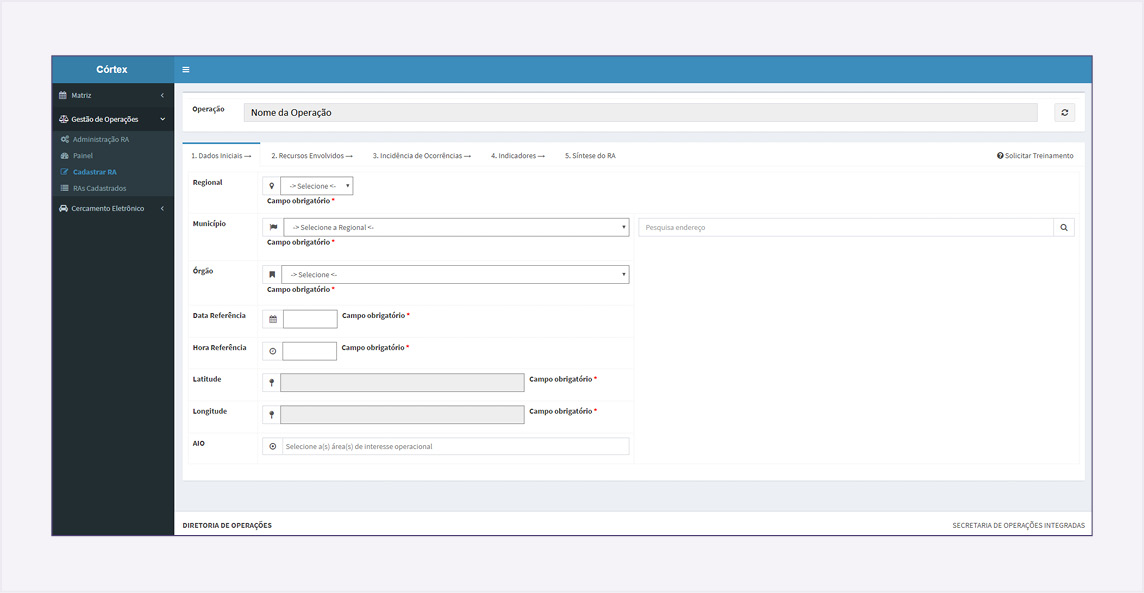 Córtex
Matriz
Gestão de Operações
Administração RA
Painel
Cadastrar RA
RAs Cadastrados
Cercamento Eletrônico
Operação
Nome da Operação
1. Dados Iniciais → 2. Recursos Envolvidos → 3. Incidência de Ocorrências → 4. Indicadores → 5. Síntese do RA Solicitar Treinamento
Regional
-> Selecione <-
Campo obrigatório *
Município
-> Selecione a Regional <-
Campo obrigatório *
Pesquisa endereço
Órgão
-> Selecione <-
Campo obrigatório *
Data Referência
Campo obrigatório *
Hora Referência
Campo obrigatório *
Latitude
Campo obrigatório *
Longitude
Campo obrigatório *
AIO
Selecione a(s) área(s) de interesse operacional
DIRETORIA DE OPERAÇÕES
SECRETARIA DE OPERAÇÕES INTEGRADAS